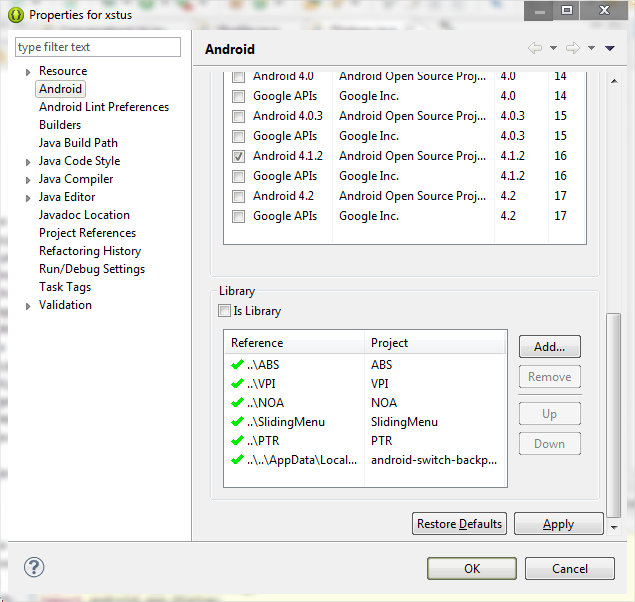 Properties for xstus
type filter text
Resource
Android
Android Lint Preferences
Builders
Java Build Path
Java Code Style
Java Compiler
Java Editor
Javadoc Location
Project References
Refactoring History
Run/Debug Settings
Task Tags
Validation
Android
Android 4.0 Android Open Source Proj... 4.0 14
Google APIs Google Inc. 4.0 14
Android 4.0.3 Android Open Source Proj... 4.0.3 15
Google APIs Google Inc. 4.0.3 15
Android 4.1.2 Android Open Source Proj... 4.1.2 16
Google APIs Google Inc. 4.1.2 16
Android 4.2 Android Open Source Proj... 4.2 17
Google APIs Google Inc. 4.2 17
Library
Is Library
Reference Project
..\ABS ABS
..\VPI VPI
..\NOA NOA
..\SlidingMenu SlidingMenu
..\PTR PTR
..\..\AppData\Local... android-switch-backp...
Add...
Remove
Up
Down
Restore Defaults Apply
OK Cancel